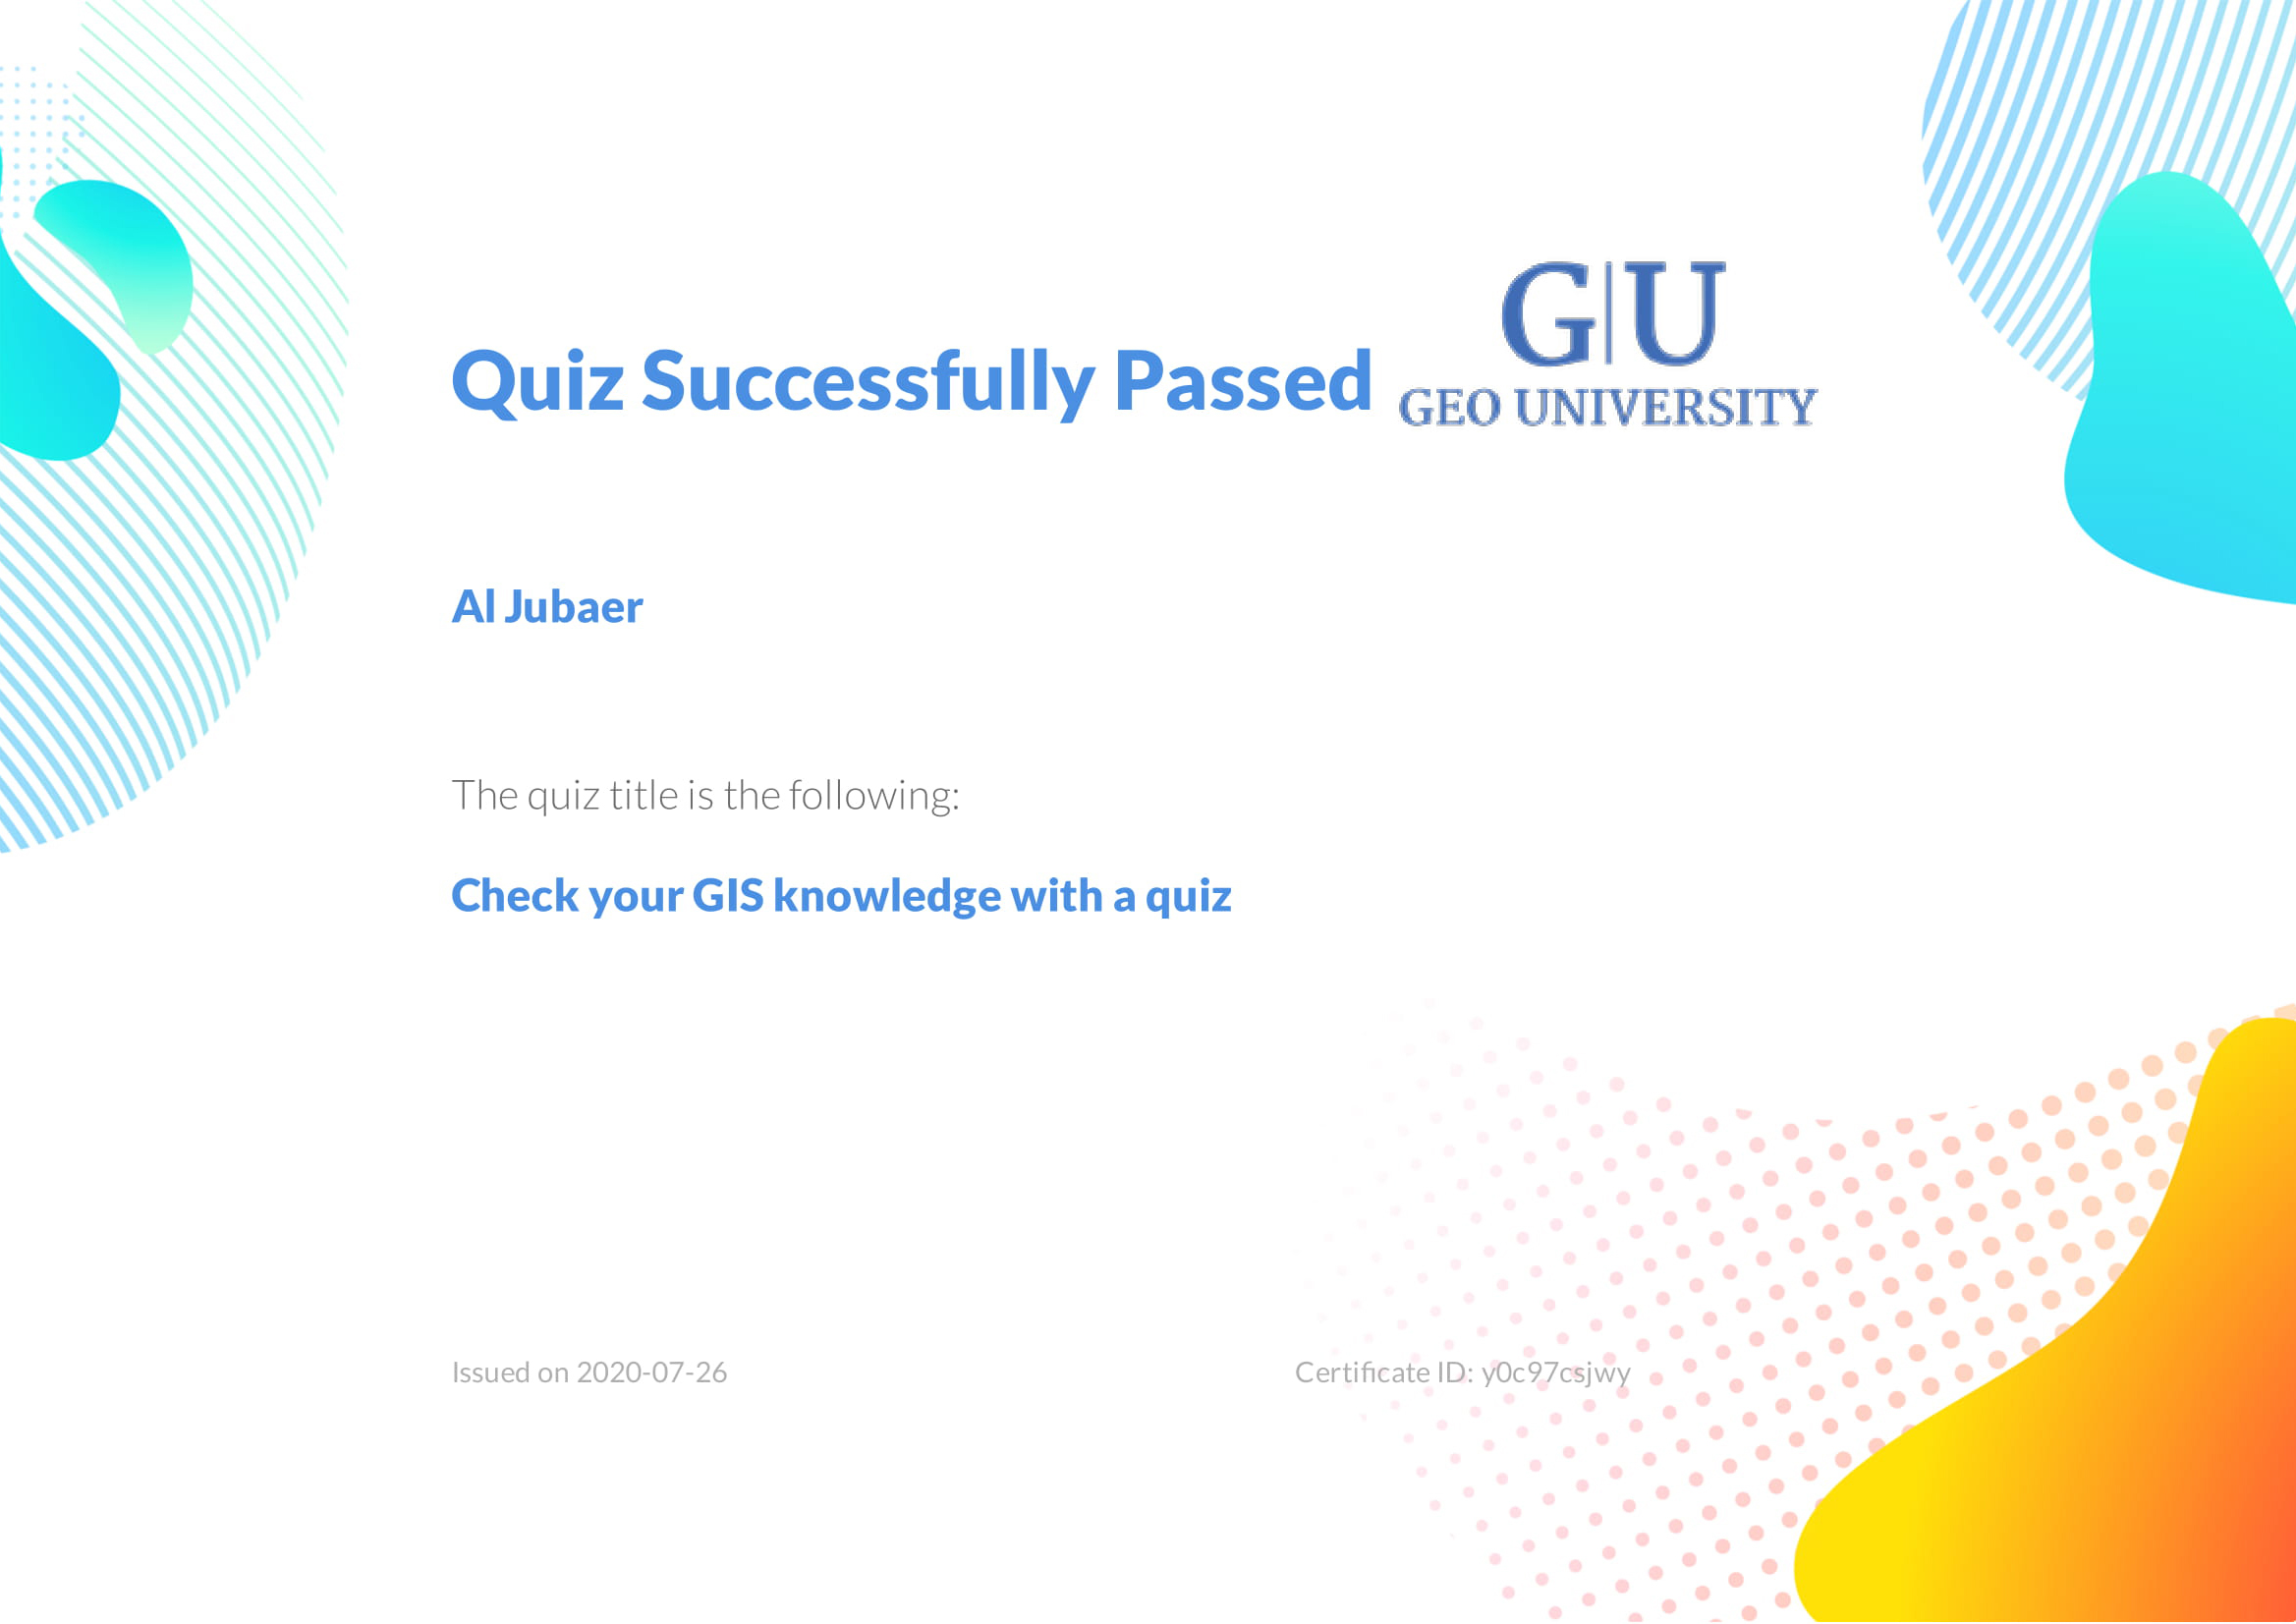 G|U
GEO UNIVERSITY
Quiz Successfully Passed
Al Jubaer
The quiz title is the following:
Check your GIS knowledge with a quiz
Issued on 2020-07-26
Certificate ID: y0c97csjwy